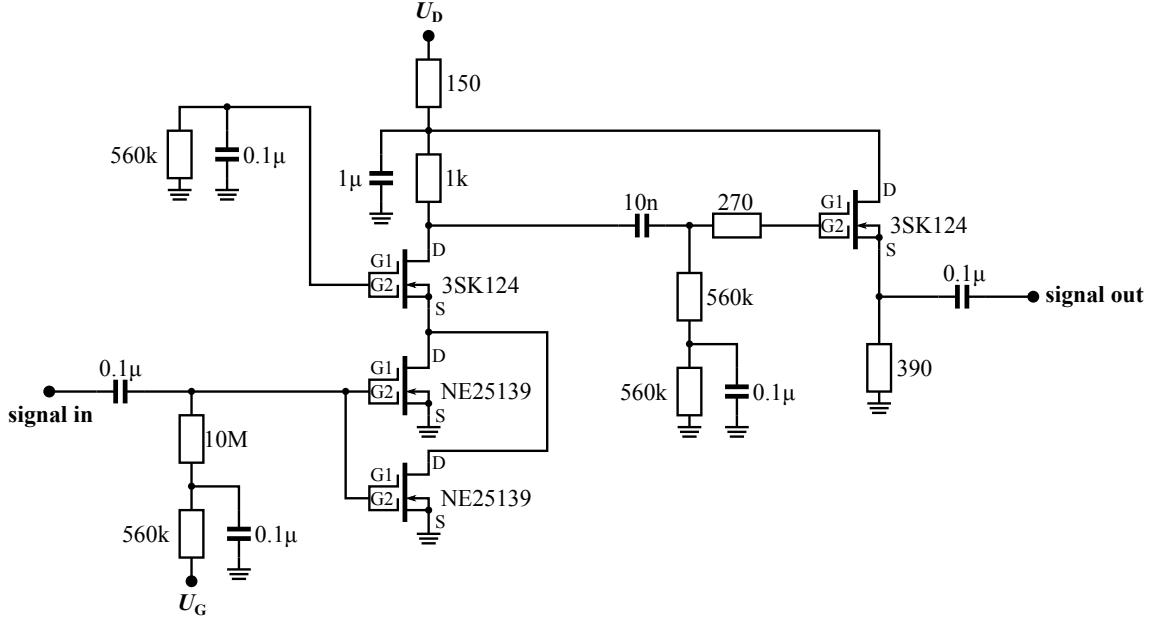 U_D
150
560k
0.1µ
1µ
1k
D
G1
G2
3SK124
S
10n
270
D
G1
G2
3SK124
S
0.1µ
signal out
560k
390
560k
0.1µ
0.1µ
signal in
D
G1
G2
NE25139
S
10M
D
G1
G2
NE25139
S
560k
0.1µ
U_G